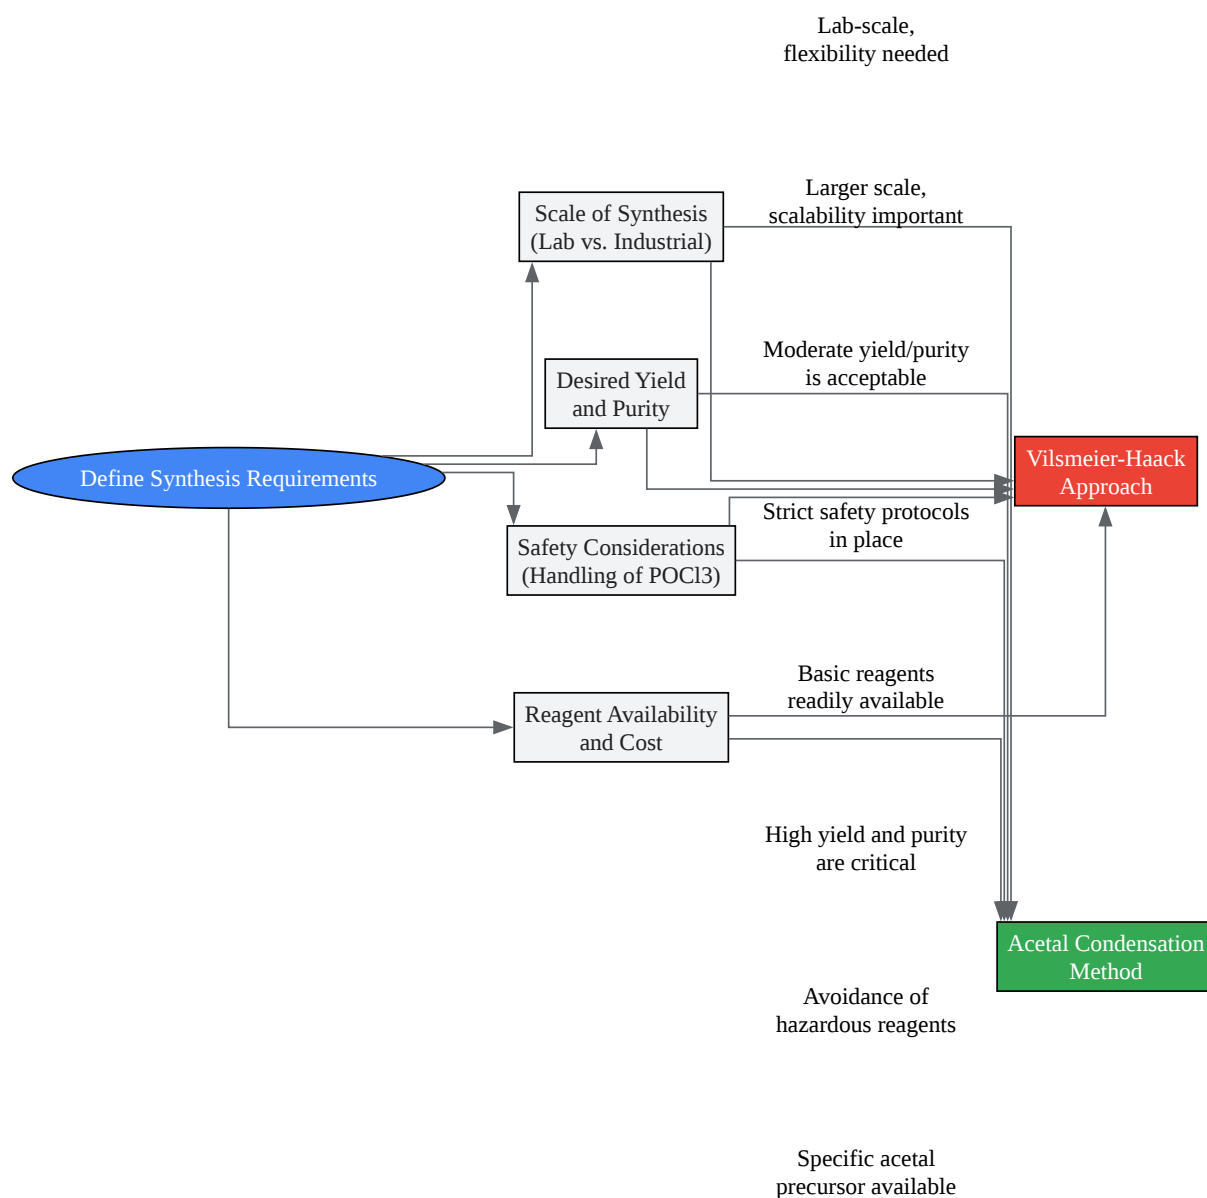 Lab-scale,
flexibility needed
Scale of Synthesis
(Lab vs. Industrial)
Larger scale,
scalability important
Desired Yield
and Purity
Moderate yield/purity
is acceptable
Define Synthesis Requirements
Vilsmeier-Haack
Approach
Safety Considerations
(Handling of POCl3)
Strict safety protocols
in place
Reagent Availability
and Cost
Basic reagents
readily available
High yield and purity
are critical
Acetal Condensation
Method
Avoidance of
hazardous reagents
Specific acetal
precursor available